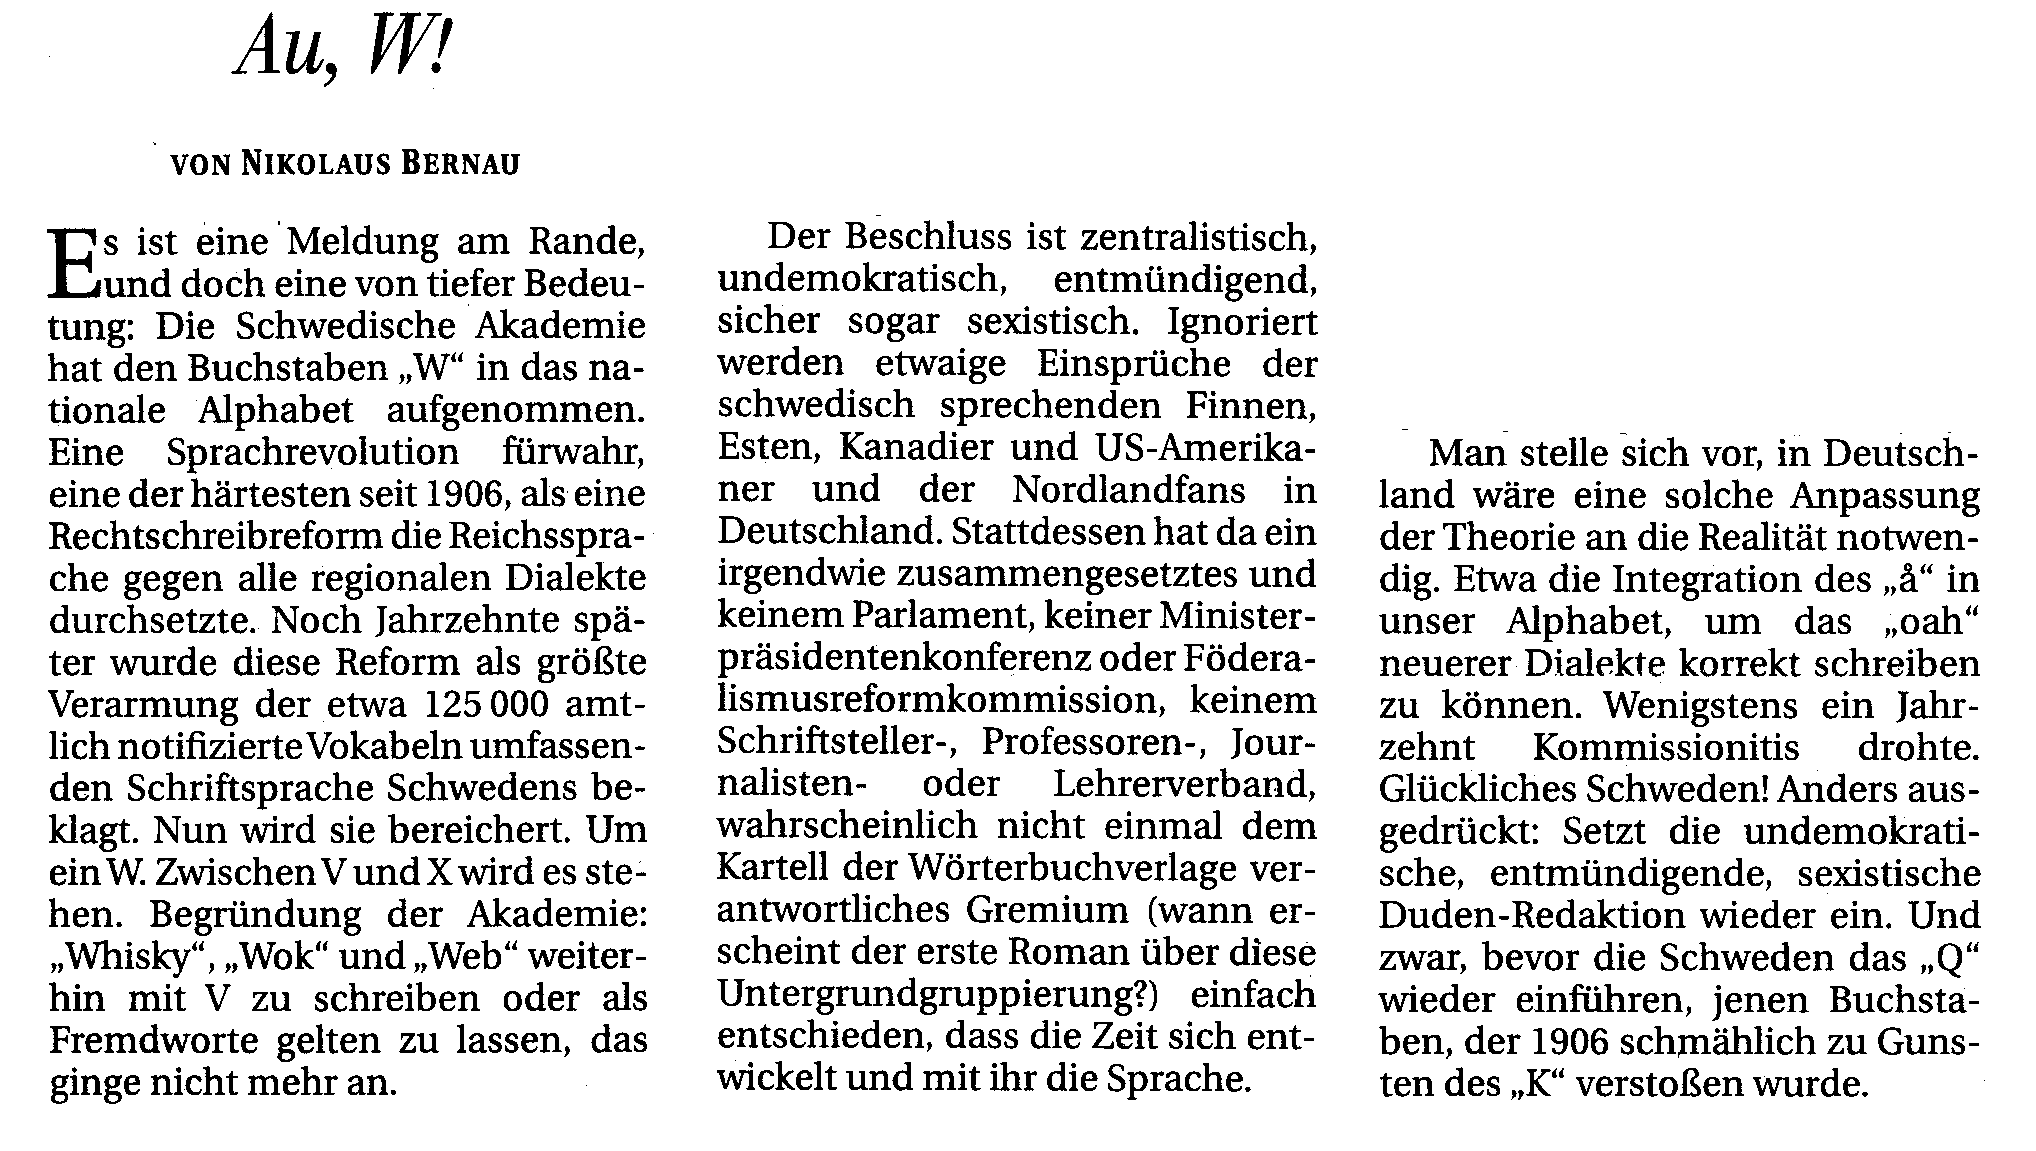 Au, W!
VON NIKOLAUS BERNAU
Es ist eine Meldung am Rande,
und doch eine von tiefer Bedeu-
tung: Die Schwedische Akademie
hat den Buchstaben „W“ in das na-
tionale Alphabet aufgenommen.
Eine Sprachrevolution fürwahr,
eine der härtesten seit 1906, als eine
Rechtschreibreform die Reichsspra-
che gegen alle regionalen Dialekte
durchsetzte. Noch Jahrzehnte spä-
ter wurde diese Reform als größte
Verarmung der etwa 125 000 amt-
lich notifizierte Vokabeln umfassen-
den Schriftsprache Schwedens be-
klagt. Nun wird sie bereichert. Um
ein W. Zwischen V und X wird es ste-
hen. Begründung der Akademie:
„Whisky“, „Wok“ und „Web“ weiter-
hin mit V zu schreiben oder als
Fremdworte gelten zu lassen, das
ginge nicht mehr an.
Der Beschluss ist zentralistisch,
undemokratisch, entmündigend,
sicher sogar sexistisch. Ignoriert
werden etwaige Einsprüche der
schwedisch sprechenden Finnen,
Esten, Kanadier und US-Amerika-
ner und der Nordlandfans in
Deutschland. Stattdessen hat da ein
irgendwie zusammengesetztes und
keinem Parlament, keiner Minister-
präsidentenkonferenz oder Födera-
lismusreformkommission, keinem
Schriftsteller-, Professoren-, Jour-
nalisten- oder Lehrerverband,
wahrscheinlich nicht einmal dem
Kartell der Wörterbuchverlage ver-
antwortliches Gremium (wann er-
scheint der erste Roman über diese
Untergrundgruppierung?) einfach
entschieden, dass die Zeit sich ent-
wickelt und mit ihr die Sprache.
Man stelle sich vor, in Deutsch-
land wäre eine solche Anpassung
der Theorie an die Realität notwen-
dig. Etwa die Integration des „å“ in
unser Alphabet, um das „oah“
neuerer Dialekte korrekt schreiben
zu können. Wenigstens ein Jahr-
zehnt Kommissionitis drohte.
Glückliches Schweden! Anders aus-
gedrückt: Setzt die undemokrati-
sche, entmündigende, sexistische
Duden-Redaktion wieder ein. Und
zwar, bevor die Schweden das „Q“
wieder einführen, jenen Buchsta-
ben, der 1906 schmählich zu Guns-
ten des „K“ verstoßen wurde.